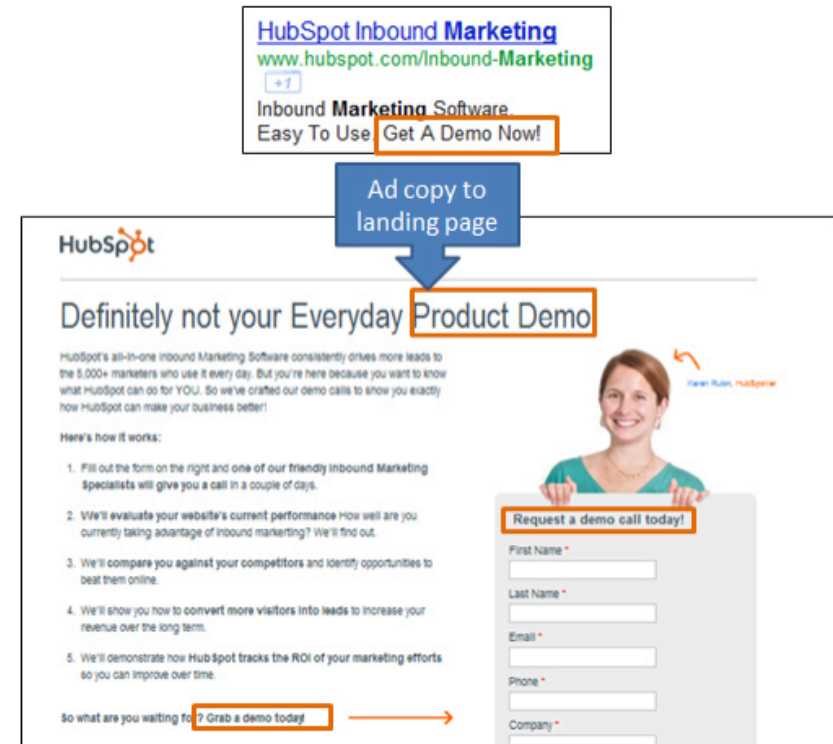 HubSpot Inbound Marketing
www.hubspot.com/Inbound-Marketing
+1
Inbound Marketing Software.
Easy To Use. Get A Demo Now!
Ad copy to
landing page
HubSpot
Definitely not your Everyday Product Demo
HubSpot's all-in-one Inbound Marketing Software consistently drives more leads to
the 5,000+ marketers who use it every day. But you're here because you want to know
what HubSpot can do for YOU. So we've crafted our demo calls to show you exactly
how HubSpot can make your business better!
Karen Rubin, HubSpotter
Here's how it works:
1. Fill out the form on the right and one of our friendly Inbound Marketing
Specialists will give you a call in a couple of days.
2. We'll evaluate your website's current performance How well are you
currently taking advantage of inbound markerting? We'll find out.
3. We'll compare you against your competitors and identify opportunities to
beat them online.
4. We'll show you how to convert more visitors into leads to increase your
revenue over the long term.
5. We'll demonstrate how HubSpot tracks the ROI of your marketing efforts
so you can improve over time.
So what are you waiting for? Grab a demo today!
Request a demo call today!
First Name *
Last Name *
Email *
Phone *
Company *